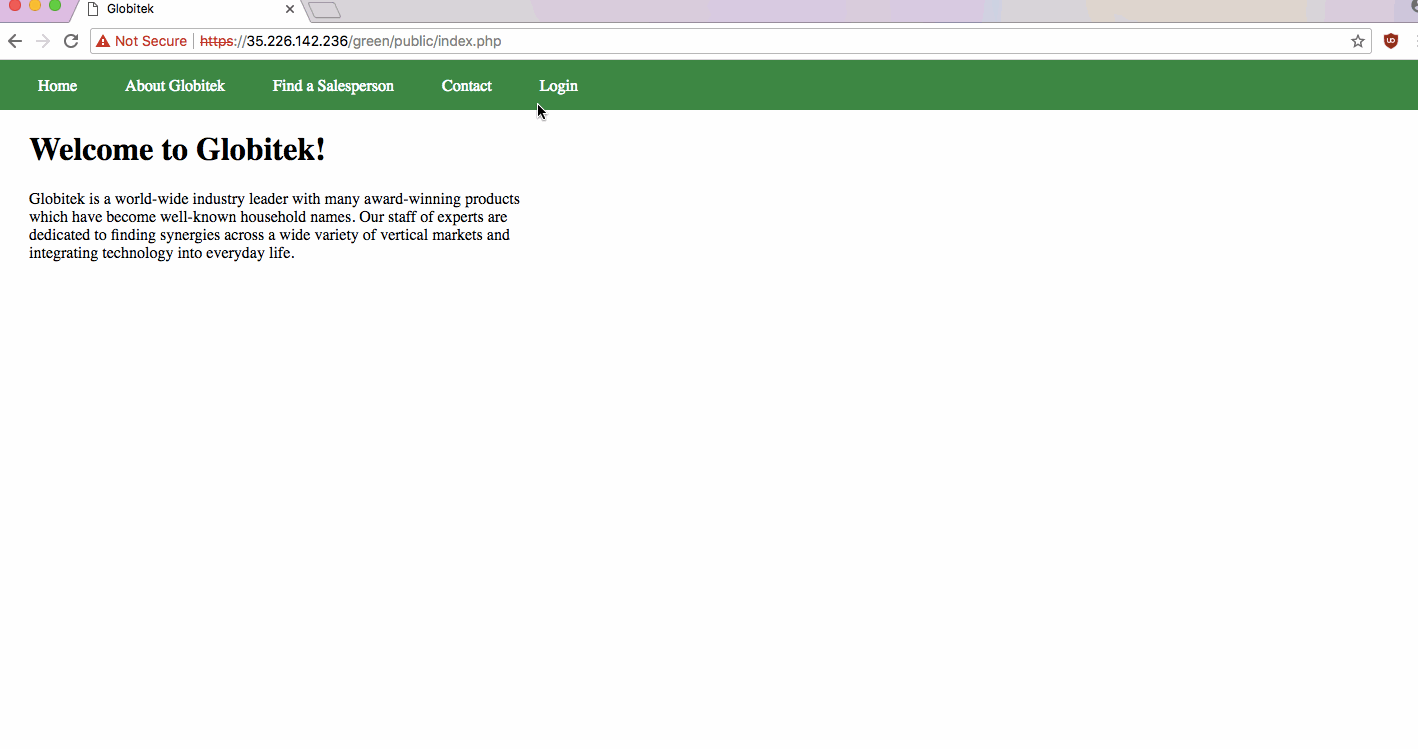 Globitek
Not Secure https://35.226.142.236/green/public/index.php
Home About Globitek Find a Salesperson Contact Login
Welcome to Globitek!
Globitek is a world-wide industry leader with many award-winning products
which have become well-known household names. Our staff of experts are
dedicated to finding synergies across a wide variety of vertical markets and
integrating technology into everyday life.